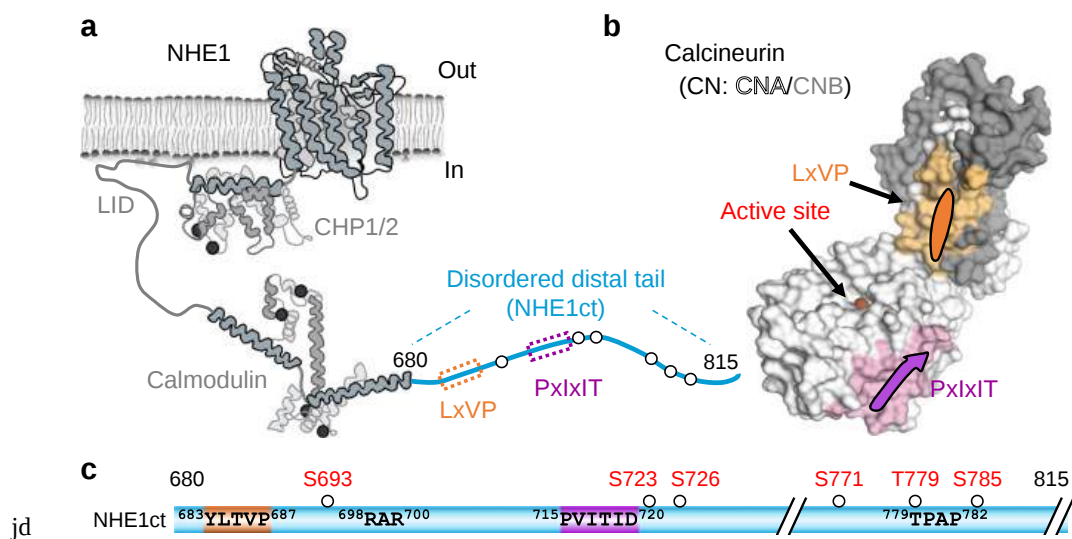 a
NHE1
Out
In
LID
CHP1/2
Calmodulin
Disordered distal tail
(NHE1ct)
680
815
LxVP
PxIxIT
b
Calcineurin
(CN: CNA/CNB)
LxVP
Active site
PxIxIT
c
680 S693 S723 S726 S771 T779 S785 815
jd NHE1ct 683YLTVP687 698RAR700 715PVITID720 779TPAP782